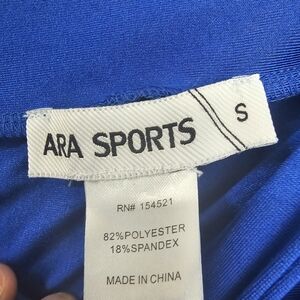 ARA SPORTS
S
RN# 154521
82%POLYESTER
18%SPANDEX
MADE IN CHINA